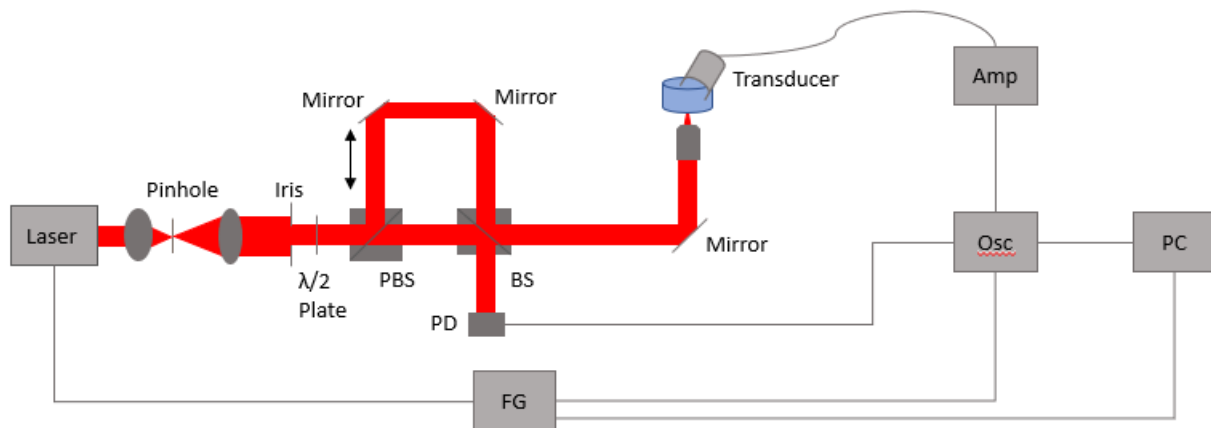 Transducer
Amp
Mirror
Mirror
Pinhole
Iris
Laser
Mirror
Osc
PC
λ/2
Plate
PBS
BS
PD
FG